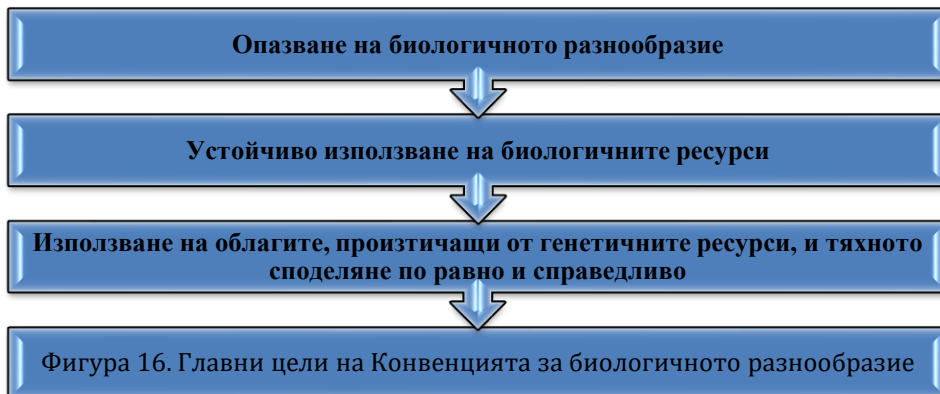 Опазване на биологичното разнообразие
Устойчиво използване на биологичните ресурси
Използване на облагите, произтичащи от генетичните ресурси, и тяхното
споделяне по равно и справедливо
Фигура 16. Главни цели на Конвенцията за биологичното разнообразие